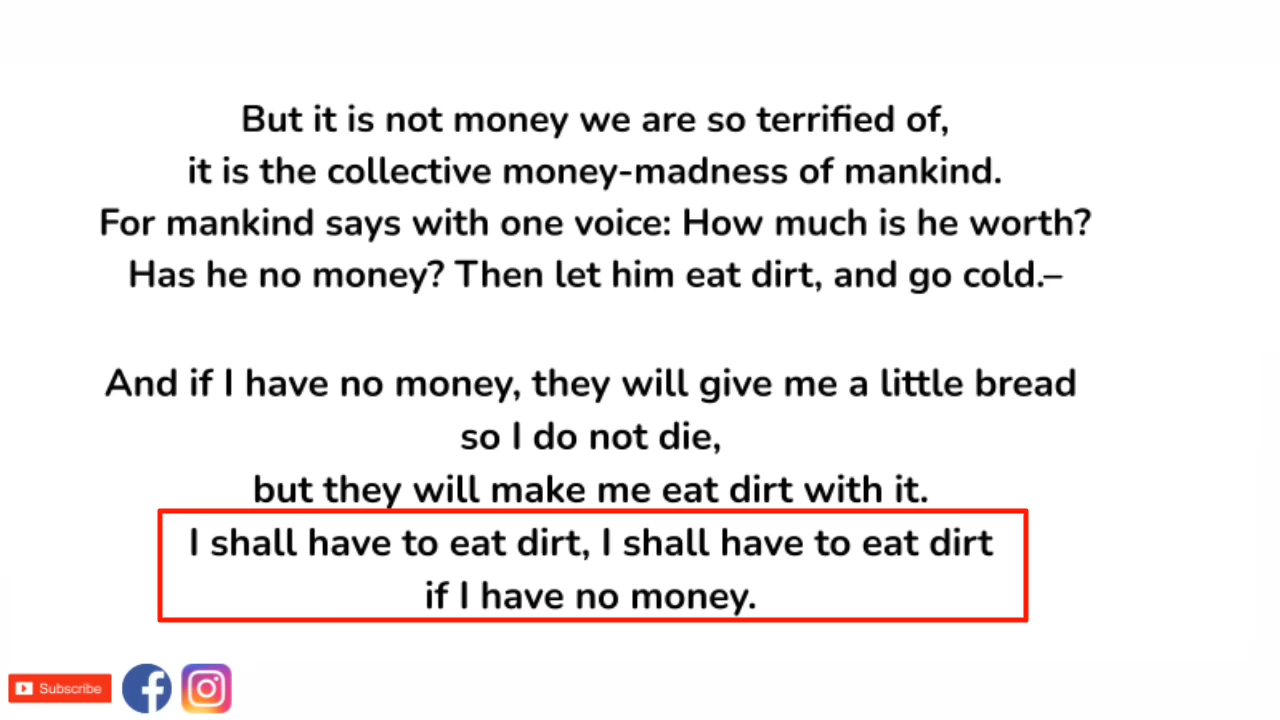 But it is not money we are so terrified of,
it is the collective money-madness of mankind.
For mankind says with one voice: How much is he worth?
Has he no money? Then let him eat dirt, and go cold.–
And if I have no money, they will give me a little bread
so I do not die,
but they will make me eat dirt with it.
I shall have to eat dirt, I shall have to eat dirt
if I have no money.
Subscribe